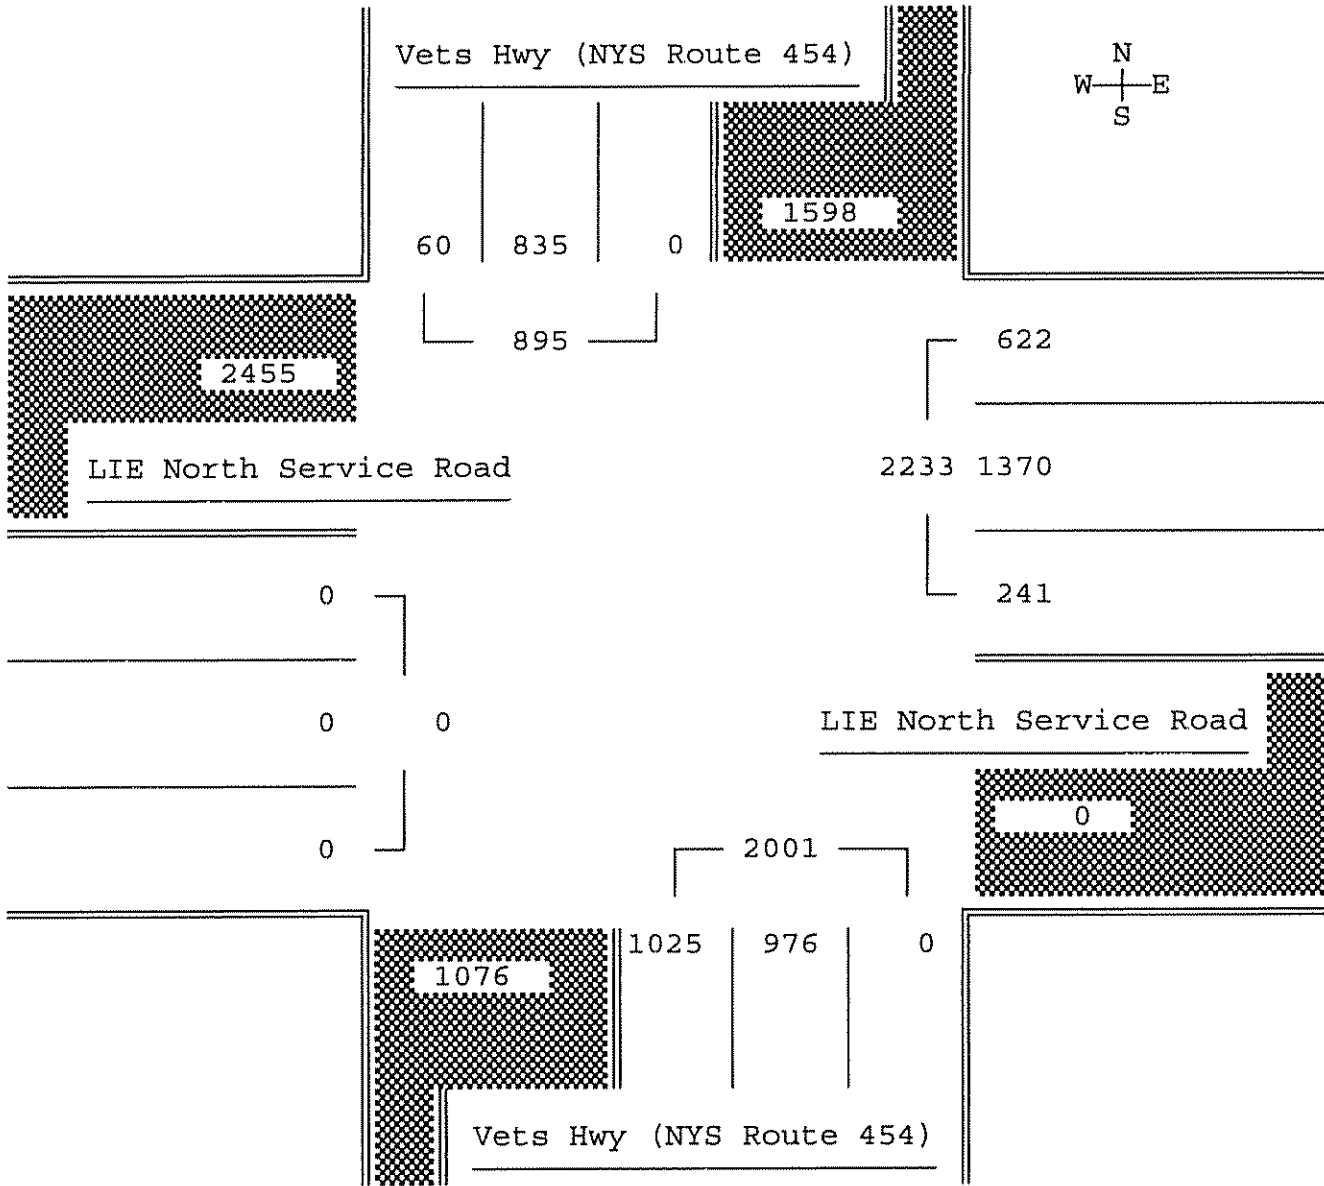 Vets Hwy (NYS Route 454)
N
W E
S
1598
60 835 0
895
622
2455
LIE North Service Road
2233 1370
0
241
0 0
LIE North Service Road
0
0
2001
1025 976 0
1076
Vets Hwy (NYS Route 454)